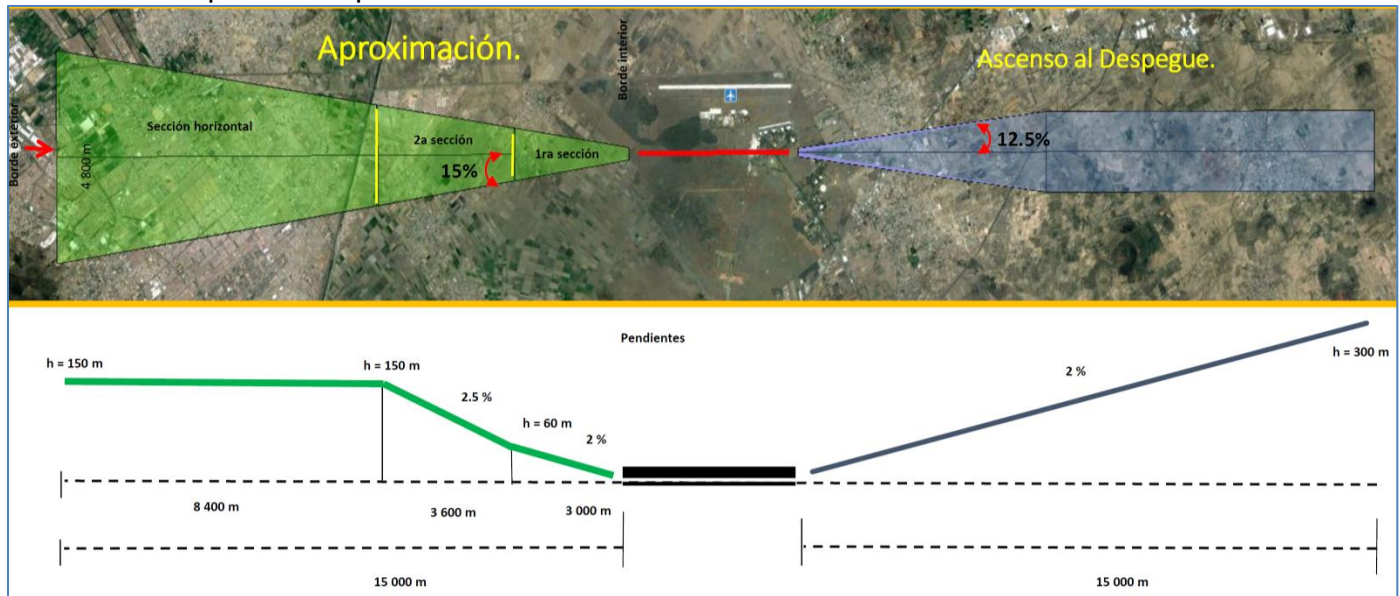 Aproximación.
Ascenso al Despegue.
Borde interior
Borde exterior
4 800 m
Sección horizontal
2a sección
15%
1ra sección
12.5%
Pendientes
h = 150 m
h = 150 m
2.5 %
h = 60 m
2 %
2 %
h = 300 m
8 400 m
3 600 m
3 000 m
15 000 m
15 000 m